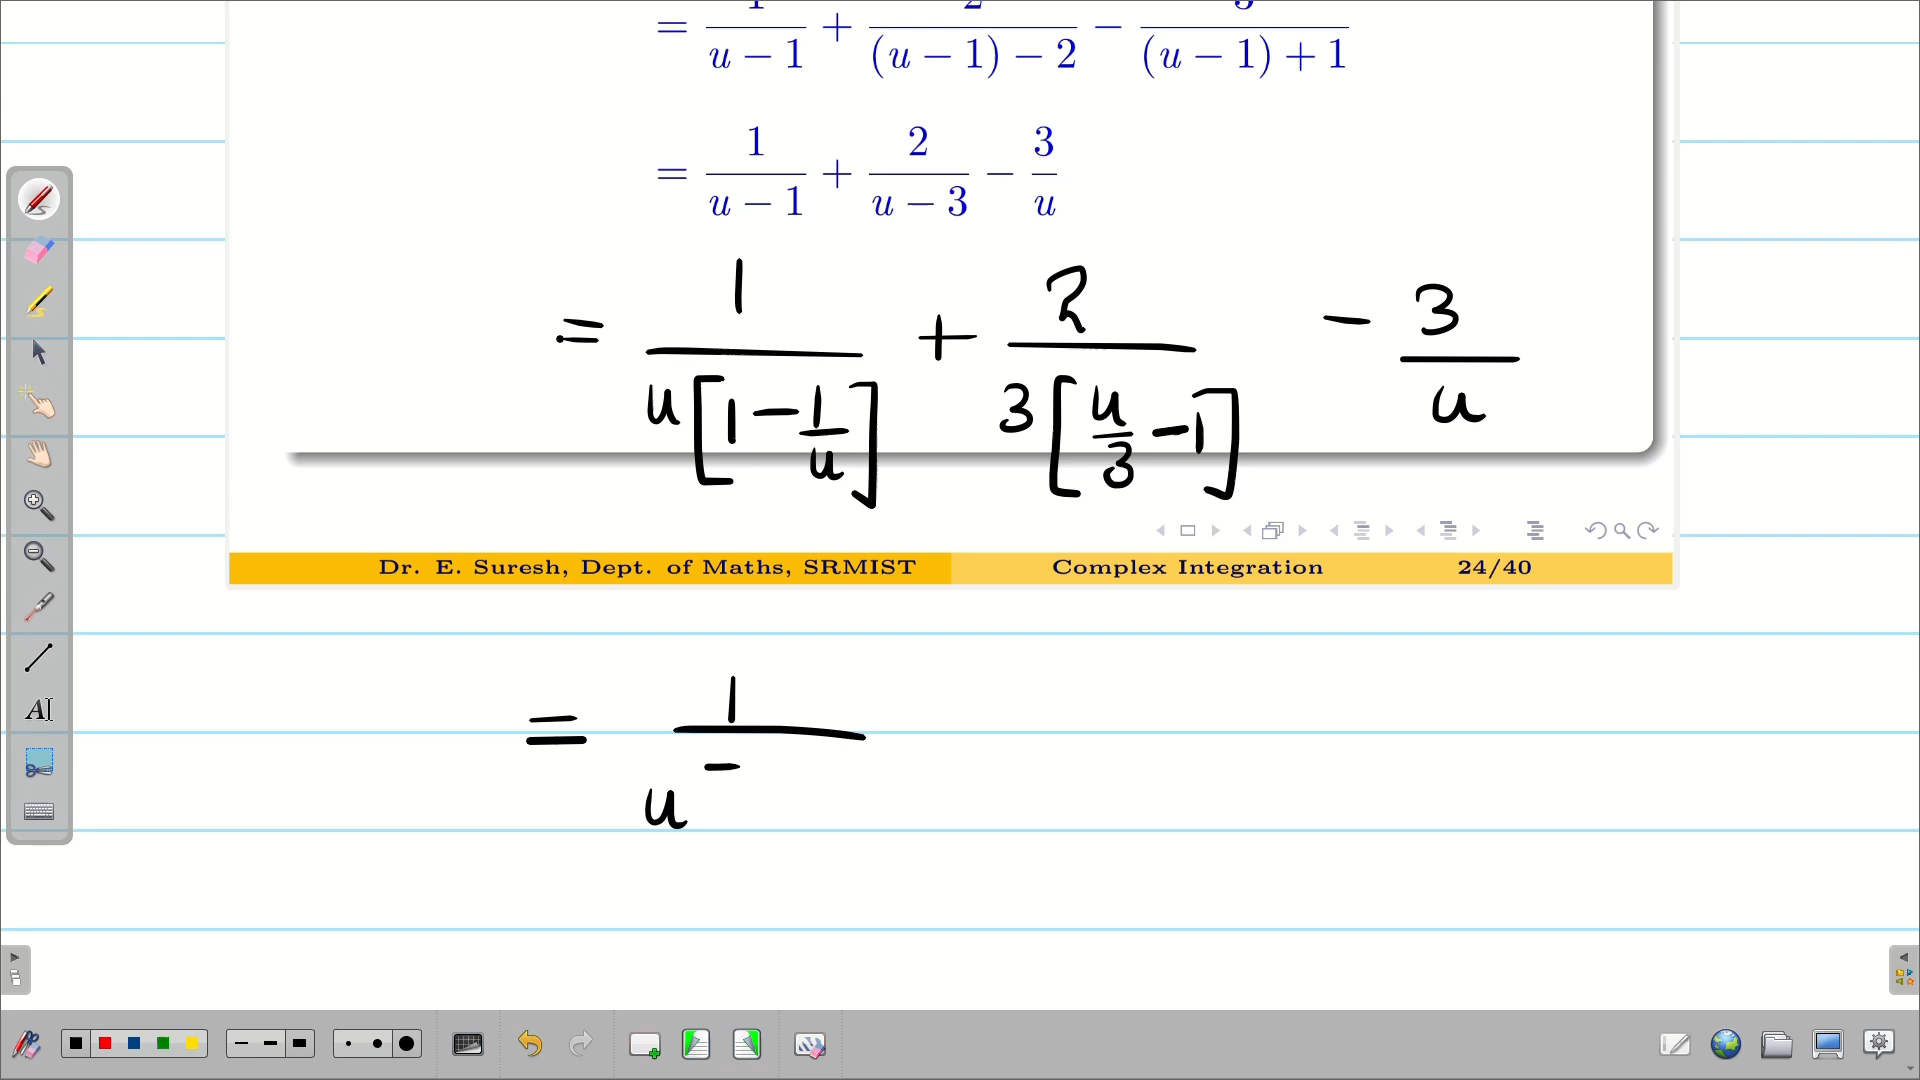 = 1/(u − 1) + 2/((u − 1) − 2) − 3/((u − 1) + 1)
= 1/(u − 1) + 2/(u − 3) − 3/u
= 1/(u[1 − 1/u]) + 2/(3[u/3 − 1]) − 3/u
Dr. E. Suresh, Dept. of Maths, SRMIST Complex Integration 24/40
= 1/u
A